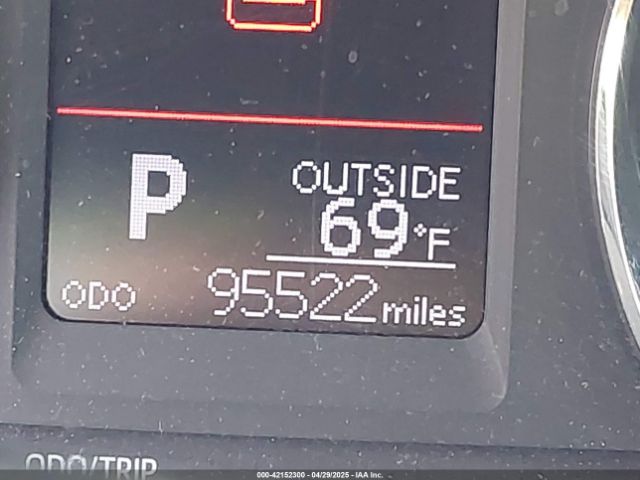 P
OUTSIDE
69°F
ODO 95522 miles
ODO/TRIP
000-42152300 - 04/29/2025 - IAA Inc.